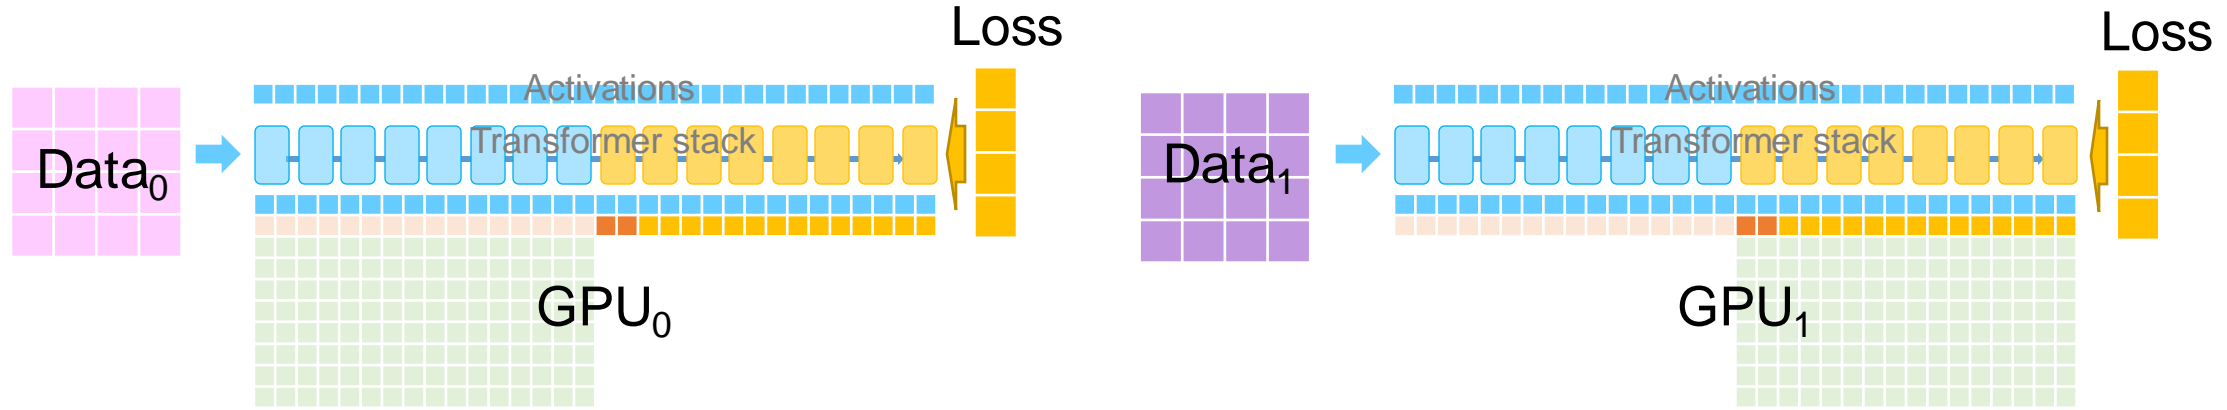 Loss
Activations
Transformer stack
Data0
GPU0
Loss
Activations
Transformer stack
Data1
GPU1